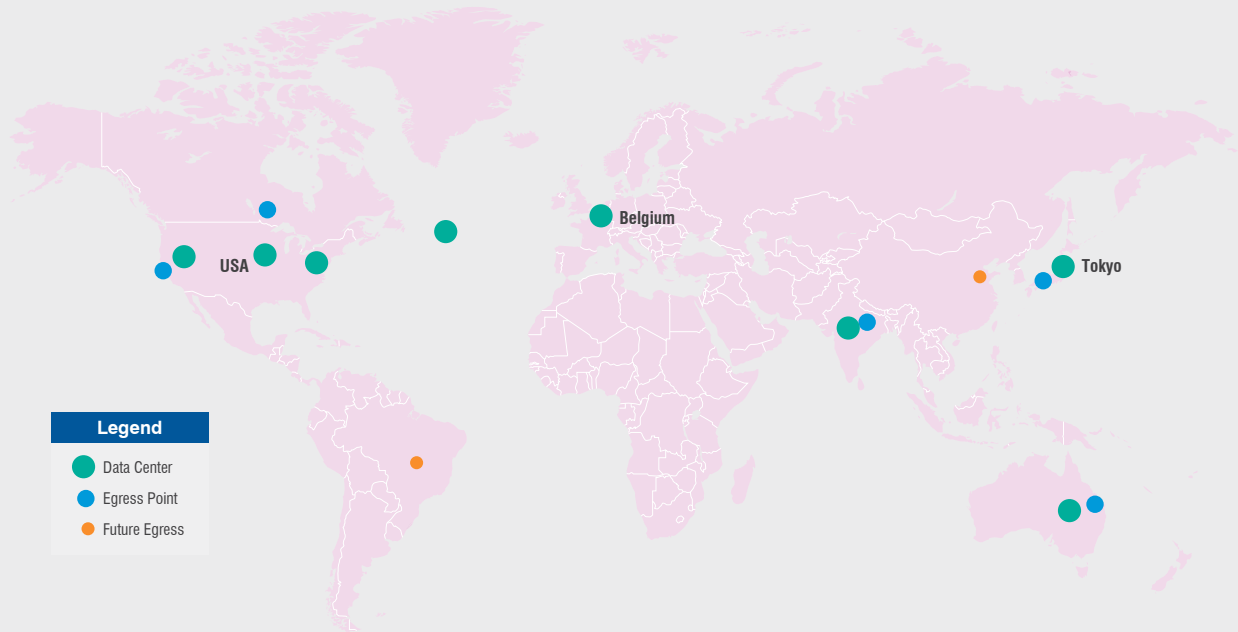 Belgium
USA
Tokyo
Legend
Data Center
Egress Point
Future Egress